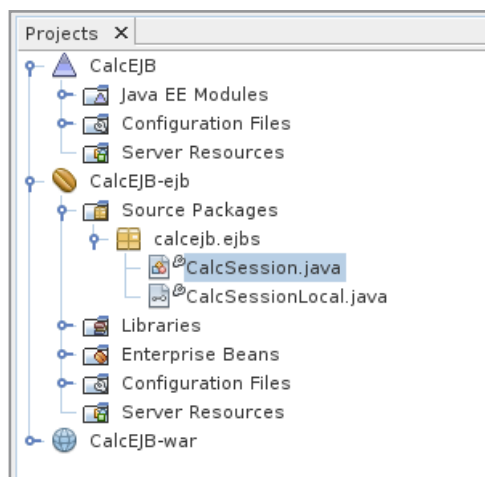 Projects X
CalcEJB
Java EE Modules
Configuration Files
Server Resources
CalcEJB-ejb
Source Packages
calcejb.ejbs
CalcSession.java
CalcSessionLocal.java
Libraries
Enterprise Beans
Configuration Files
Server Resources
CalcEJB-war